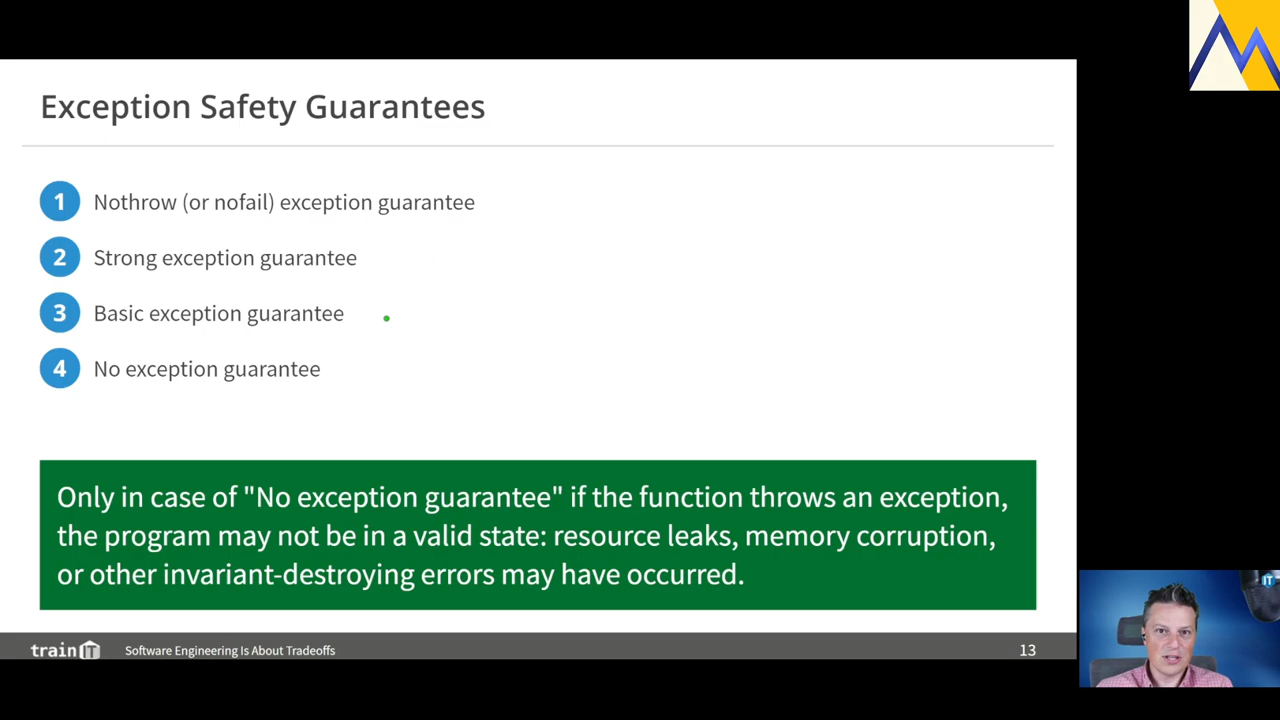 Exception Safety Guarantees
1 Nothrow (or nofail) exception guarantee
2 Strong exception guarantee
3 Basic exception guarantee
4 No exception guarantee
Only in case of "No exception guarantee" if the function throws an exception,
the program may not be in a valid state: resource leaks, memory corruption,
or other invariant-destroying errors may have occurred.
trainIT Software Engineering Is About Tradeoffs 13
IT